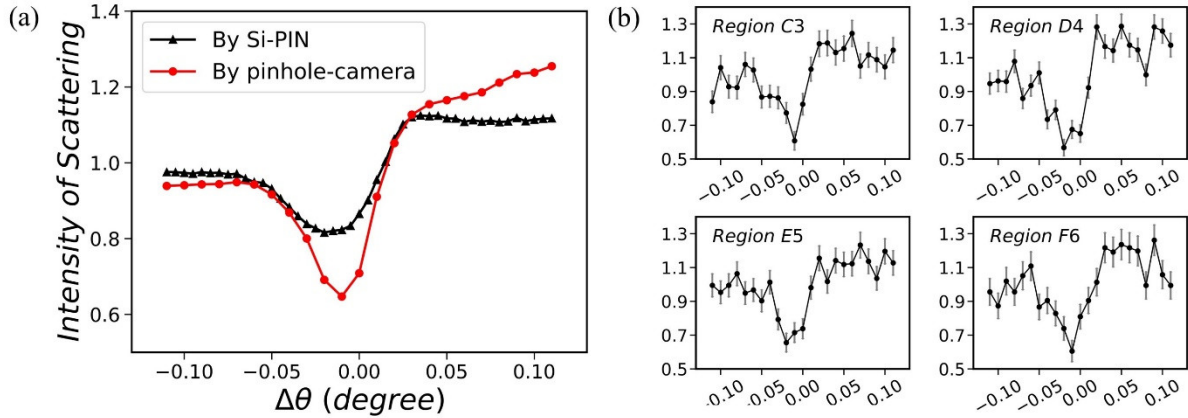 (a)
Intensity of Scattering
1.4
1.2
1.0
0.8
0.6
By Si-PIN
By pinhole-camera
−0.10 −0.05 0.00 0.05 0.10
Δθ (degree)
(b)
Region C3
1.3
1.1
0.9
0.7
0.5
−0.10 −0.05 0.00 0.05 0.10
Region D4
1.3
1.1
0.9
0.7
0.5
−0.10 −0.05 0.00 0.05 0.10
Region E5
1.3
1.1
0.9
0.7
0.5
-0.10 −0.05 0.00 0.05 0.10
Region F6
1.3
1.1
0.9
0.7
0.5
−0.10 −0.05 0.00 0.05 0.10